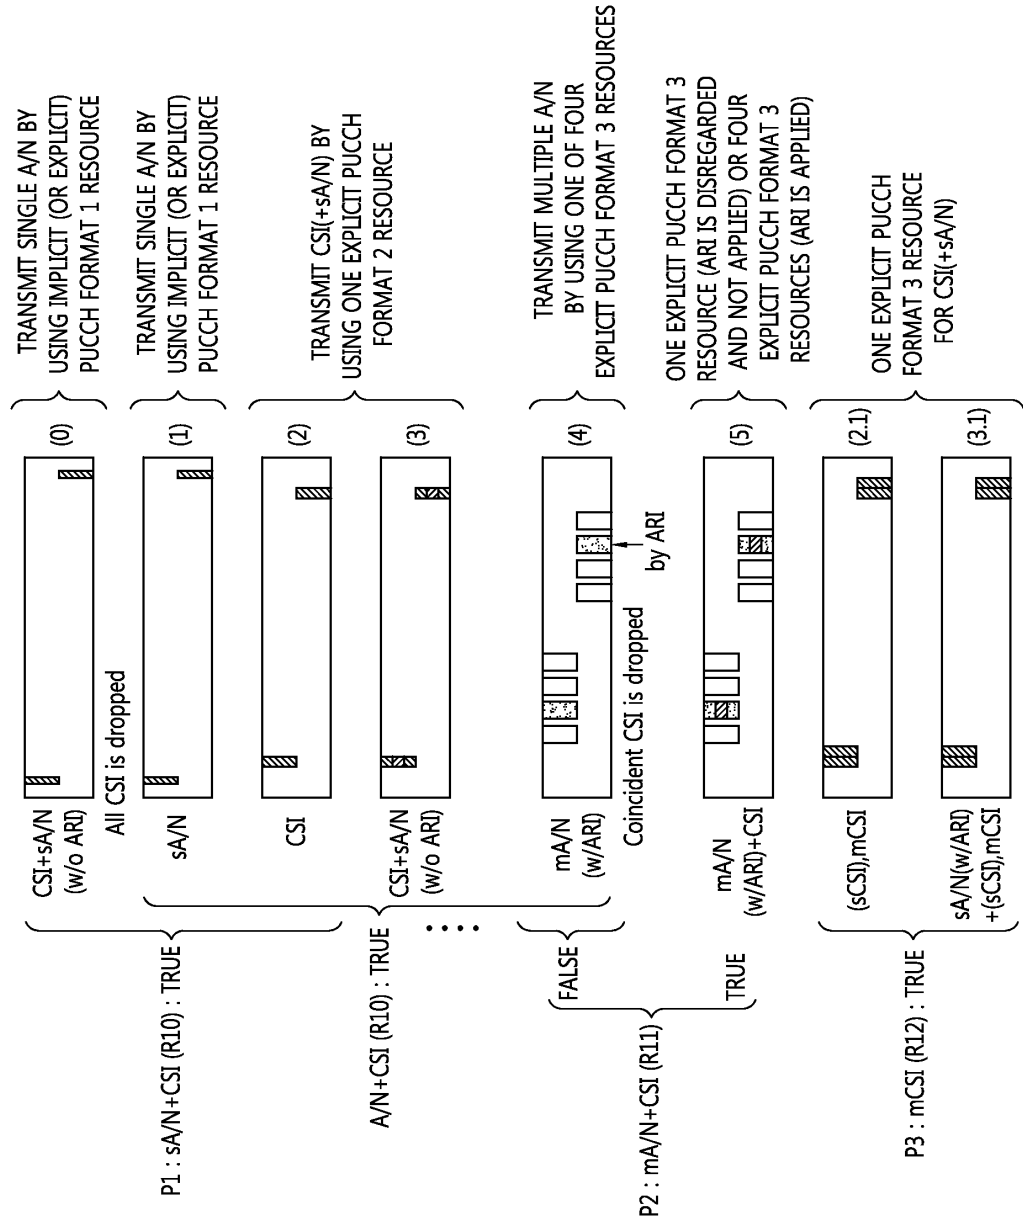 P1 : sA/N+CSI (R10) : TRUE
A/N+CSI (R10) : TRUE
P2 : mA/N+CSI (R11)
FALSE
TRUE
P3 : mCSI (R12) : TRUE
CSI+sA/N
(w/o ARI)
All CSI is dropped
(0)
TRANSMIT SINGLE A/N BY
USING IMPLICIT (OR EXPLICIT)
PUCCH FORMAT 1 RESOURCE
sA/N
(1)
TRANSMIT SINGLE A/N BY
USING IMPLICIT (OR EXPLICIT)
PUCCH FORMAT 1 RESOURCE
CSI
(2)
CSI+sA/N
(w/o ARI)
(3)
TRANSMIT CSI(+sA/N) BY
USING ONE EXPLICIT PUCCH
FORMAT 2 RESOURCE
mA/N
(w/ARI)
Coincident CSI is dropped
by ARI
(4)
TRANSMIT MULTIPLE A/N
BY USING ONE OF FOUR
EXPLICIT PUCCH FORMAT 3 RESOURCES
mA/N
(w/ARI)+CSI
(5)
ONE EXPLICIT PUCCH FORMAT 3
RESOURCE (ARI IS DISREGARDED
AND NOT APPLIED) OR FOUR
EXPLICIT PUCCH FORMAT 3
RESOURCES (ARI IS APPLIED)
(sCSI),mCSI
(2.1)
sA/N(w/ARI)
+(sCSI),mCSI
(3.1)
ONE EXPLICIT PUCCH
FORMAT 3 RESOURCE
FOR CSI(+sA/N)